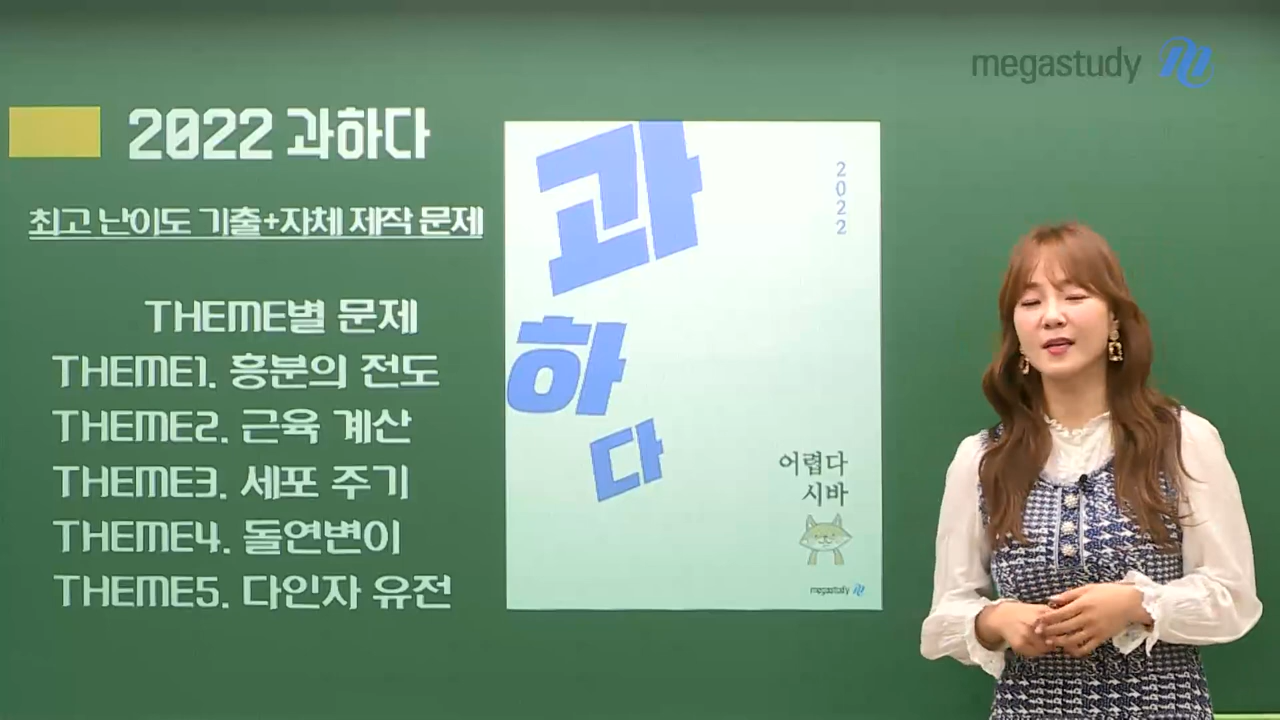 megastudy
2022 과하다
최고 난이도 기출+자체 제작 문제
THEME별 문제
THEME1. 흥분의 전도
THEME2. 근육 계산
THEME3. 세포 주기
THEME4. 돌연변이
THEME5. 다인자 유전
과
하
다
2022
어렵다
시바
megastudy